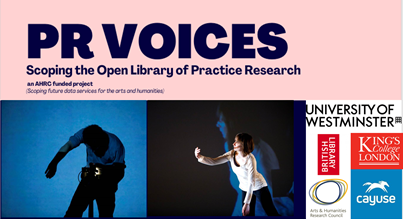 PR VOICES
Scoping the Open Library of Practice Research
an AHRC funded project
(Scoping future data services for the arts and humanities)
UNIVERSITY OF
WESTMINSTER
BRITISH
LIBRARY
KING'S
College
LONDON
Arts & Humanities
Research Council
cayuse